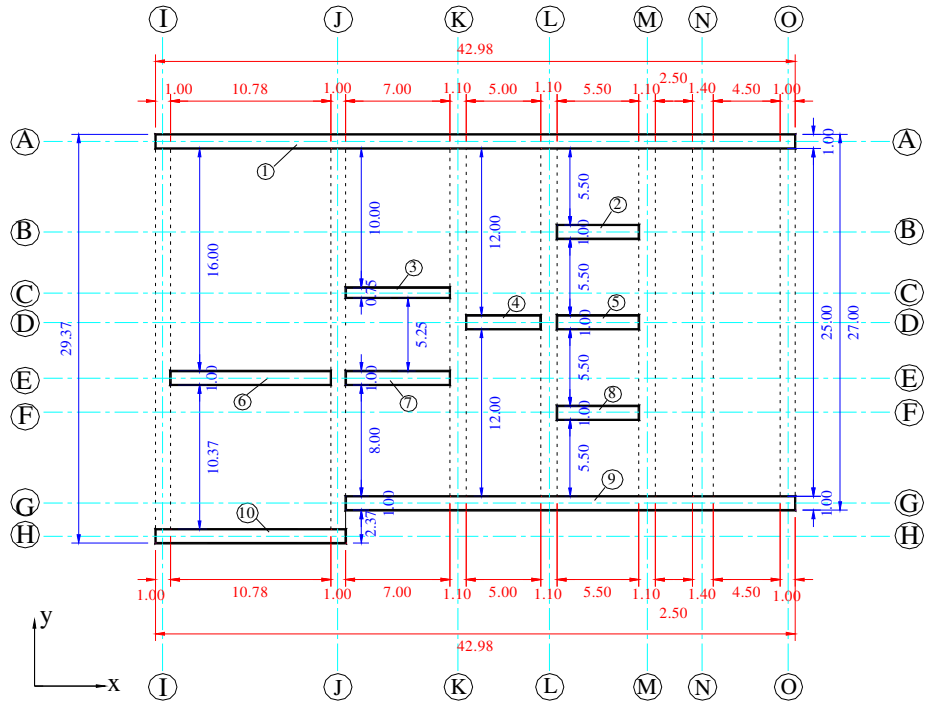 I J K L M N O
42.98
2.50
1.00 10.78 1.00 7.00 1.10 5.00 1.10 5.50 1.10 1.40 4.50 1.00
A 1.00 A
1
5.50
2
B 1.00 B
16.00 10.00 12.00
3
5.50
C 0.75 C
4 5
D 1.00 D
29.37 5.25 25.00 27.00
5.50
E 1.00 1.00 E
6 7
8
F 1.00 F
10.37 8.00 12.00 5.50
9
G 1.00 1.00 G
10
2.37
H H
1.00 10.78 1.00 7.00 1.10 5.00 1.10 5.50 1.10 1.40 4.50 1.00
2.50
y
42.98
x
I J K L M N O